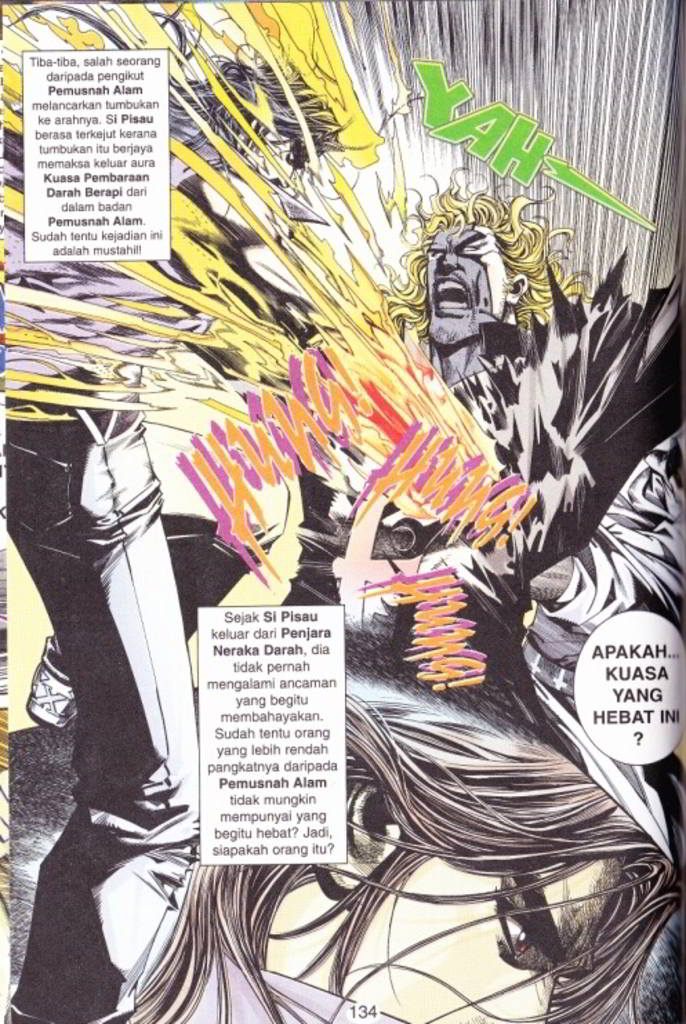 Tiba-tiba, salah seorang
daripada pengikut
Pemusnah Alam
melancarkan tumbukan
ke arahnya. Si Pisau
berasa terkejut kerana
tumbukan itu berjaya
memaksa keluar aura
Kuasa Pembaraan
Darah Berapi dari
dalam badan
Pemusnah Alam.
Sudah tentu kejadian ini
adalah mustahil!
YAH
Hung!
Hung!
Hung!
Sejak Si Pisau
keluar dari Penjara
Neraka Darah, dia
tidak pernah
mengalami ancaman
yang begitu
membahayakan.
Sudah tentu orang
yang lebih rendah
pangkatnya daripada
Pemusnah Alam
tidak mungkin
mempunyai yang
begitu hebat? Jadi,
siapakah orang itu?
APAKAH...
KUASA
YANG
HEBAT INI
?
134